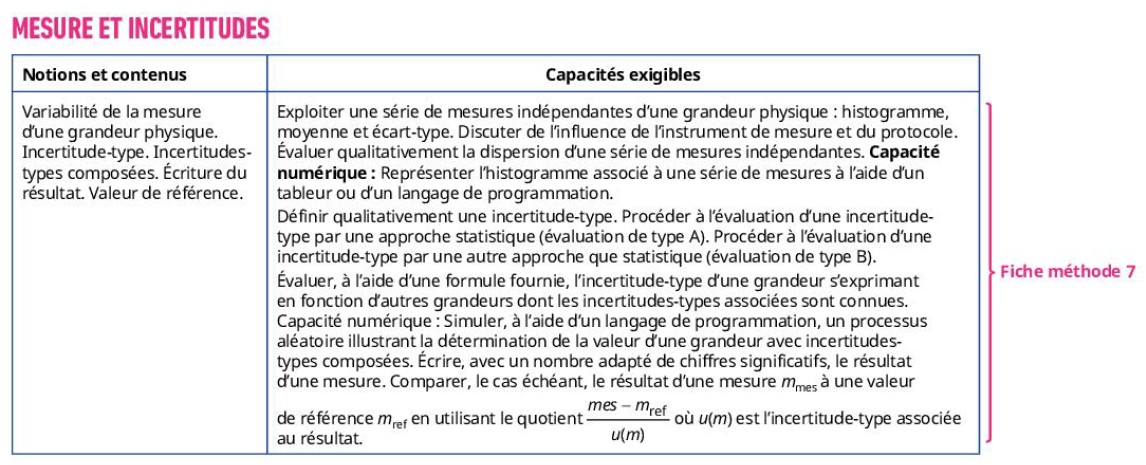 MESURE ET INCERTITUDES
Notions et contenus
Capacités exigibles
Variabilité de la mesure
d'une grandeur physique.
Incertitude-type. Incertitudes-
types composées. Écriture du
résultat. Valeur de référence.
Exploiter une série de mesures indépendantes d'une grandeur physique : histogramme,
moyenne et écart-type. Discuter de l'influence de l'instrument de mesure et du protocole.
Évaluer qualitativement la dispersion d'une série de mesures indépendantes. Capacité
numérique : Représenter l'histogramme associé à une série de mesures à l'aide d'un
tableur ou d'un langage de programmation.
Définir qualitativement une incertitude-type. Procéder à l'évaluation d'une incertitude-
type par une approche statistique (évaluation de type A). Procéder à l'évaluation d'une
incertitude-type par une autre approche que statistique (évaluation de type B).
Évaluer, à l'aide d'une formule fournie, l'incertitude-type d'une grandeur s'exprimant
en fonction d'autres grandeurs dont les incertitudes-types associées sont connues.
Capacité numérique : Simuler, à l'aide d'un langage de programmation, un processus
aléatoire illustrant la détermination de la valeur d'une grandeur avec incertitudes-
types composées. Écrire, avec un nombre adapté de chiffres significatifs, le résultat
d'une mesure. Comparer, le cas échéant, le résultat d'une mesure m_mes à une valeur
de référence m_ref en utilisant le quotient (mes – m_ref) / u(m) où u(m) est l'incertitude-type associée
au résultat.
Fiche méthode 7